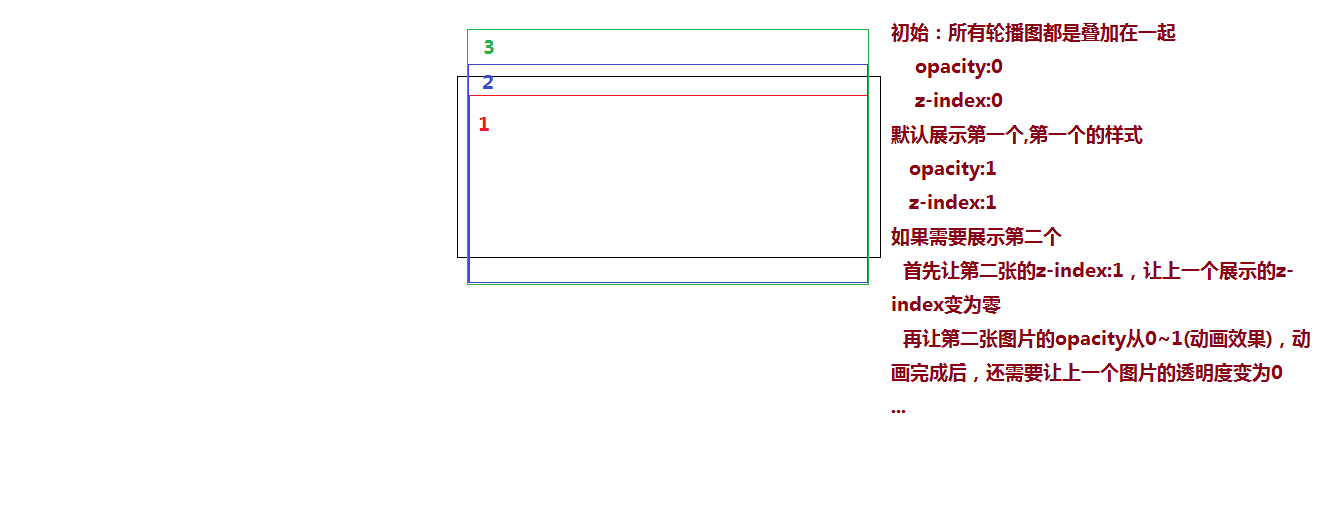 3
2
1
初始：所有轮播图都是叠加在一起
opacity:0
z-index:0
默认展示第一个,第一个的样式
opacity:1
z-index:1
如果需要展示第二个
首先让第二张的z-index:1，让上一个展示的z-
index变为零
再让第二张图片的opacity从0~1(动画效果)，动
画完成后，还需要让上一个图片的透明度变为0
...